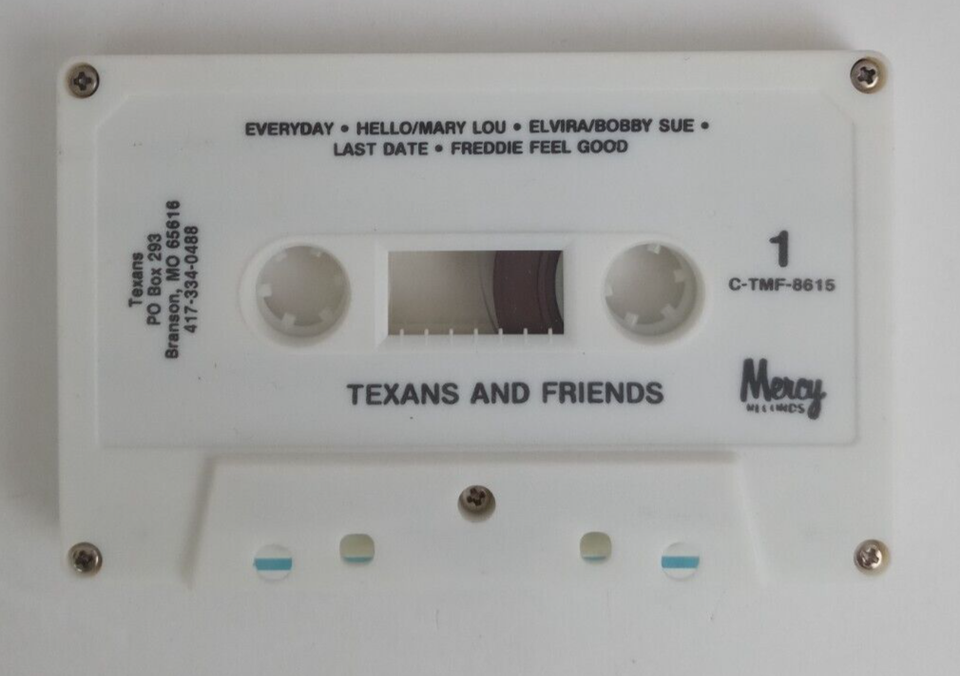 EVERYDAY • HELLO/MARY LOU • ELVIRA/BOBBY SUE •
LAST DATE • FREDDIE FEEL GOOD
Texans
PO Box 293
Branson, MO 65616
417-334-0488
1
C-TMF-8615
TEXANS AND FRIENDS
Mercy
RECORDS